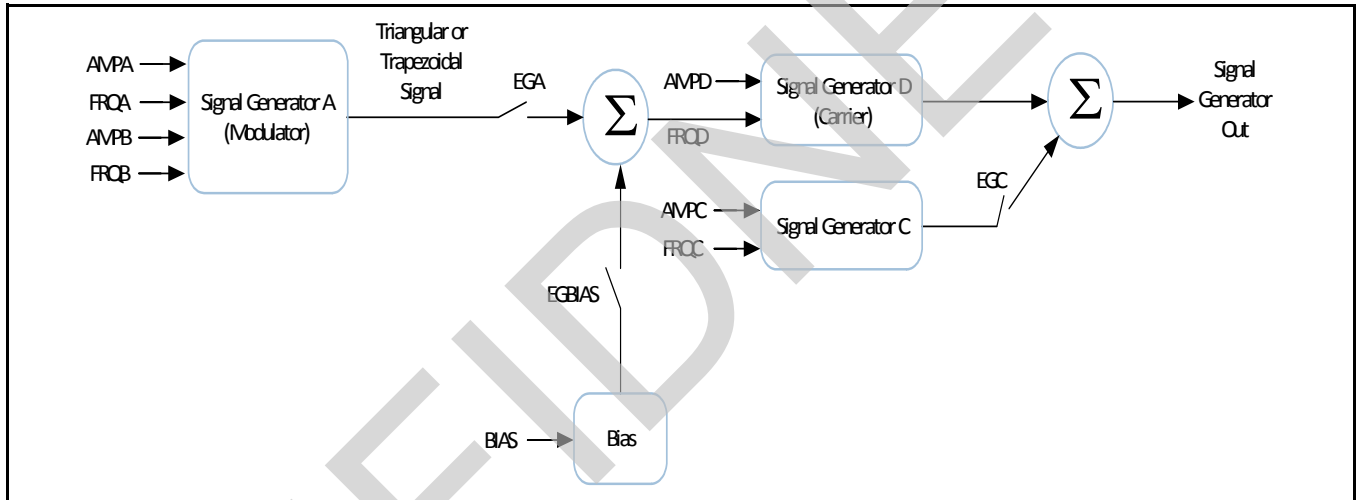 AMPA
FRQA
AMPB
FRQB
Signal Generator A
(Modulator)
Triangular or
Trapezoidal
Signal
EGA
Σ
AMPD
FRQD
Signal Generator D
(Carrier)
AMPC
FRQC
Signal Generator C
EGC
Σ
Signal
Generator
Out
EGBIAS
BIAS
Bias